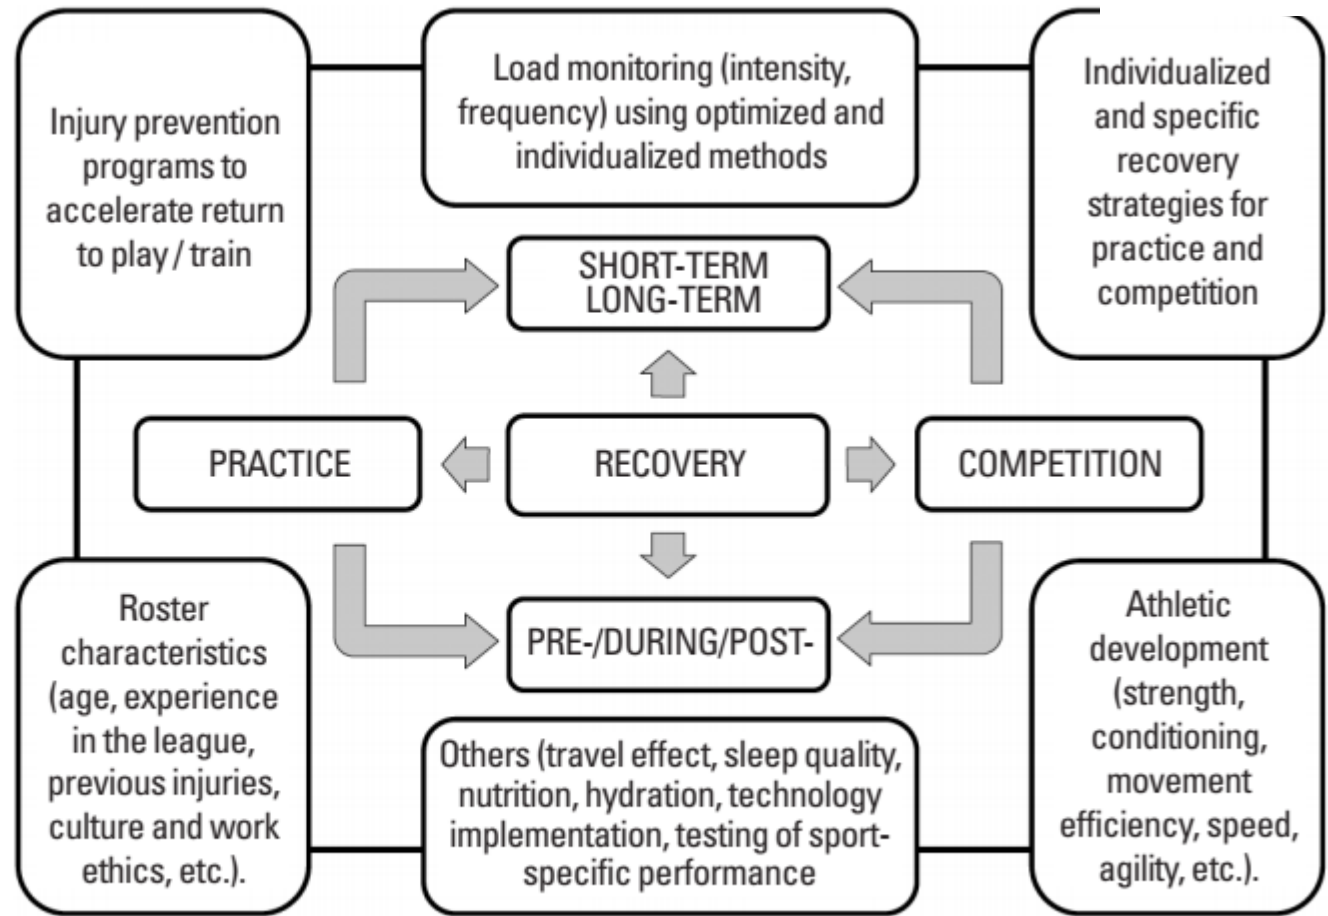 Injury prevention
programs to
accelerate return
to play / train
Load monitoring (intensity,
frequency) using optimized and
individualized methods
Individualized
and specific
recovery
strategies for
practice and
competition
SHORT-TERM
LONG-TERM
PRACTICE
RECOVERY
COMPETITION
PRE-/DURING/POST-
Roster
characteristics
(age, experience
in the league,
previous injuries,
culture and work
ethics, etc.).
Others (travel effect, sleep quality,
nutrition, hydration, technology
implementation, testing of sport-
specific performance
Athletic
development
(strength,
conditioning,
movement
efficiency, speed,
agility, etc.).